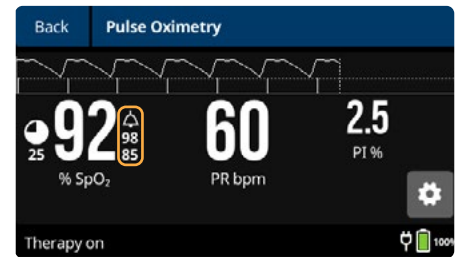 Back Pulse Oximetry
25 92 98 60 2.5
85
% SpO₂ PR bpm PI %
Therapy on 100%